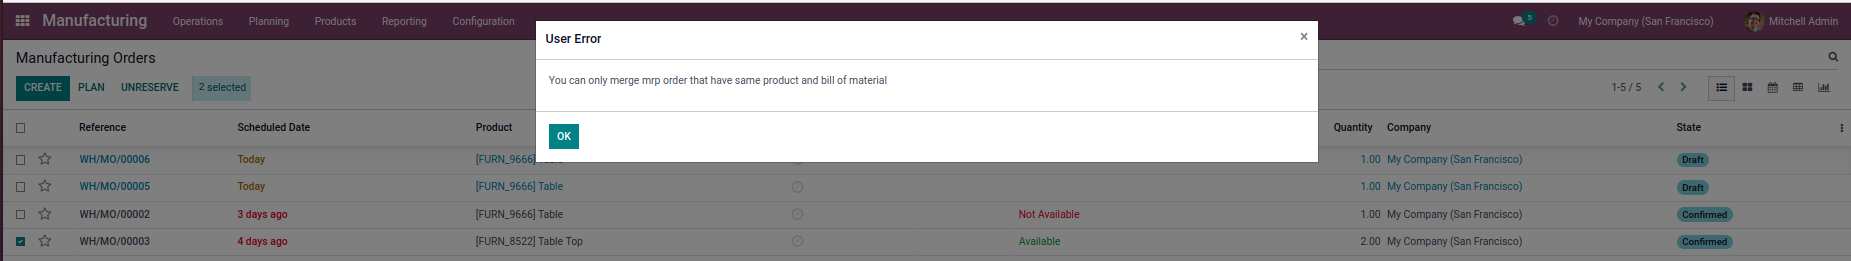 Manufacturing Operations Planning Products Reporting Configuration 5 My Company (San Francisco) Mitchell Admin
User Error ×
Manufacturing Orders
You can only merge mrp order that have same product and bill of material
CREATE PLAN UNRESERVE 2 selected 1-5 / 5
OK
Reference Scheduled Date Product Quantity Company State
WH/MO/00006 Today [FURN_9666] 1.00 My Company (San Francisco) Draft
WH/MO/00005 Today [FURN_9666] Table 1.00 My Company (San Francisco) Draft
WH/MO/00002 3 days ago [FURN_9666] Table Not Available 1.00 My Company (San Francisco) Confirmed
WH/MO/00003 4 days ago [FURN_8522] Table Top Available 2.00 My Company (San Francisco) Confirmed